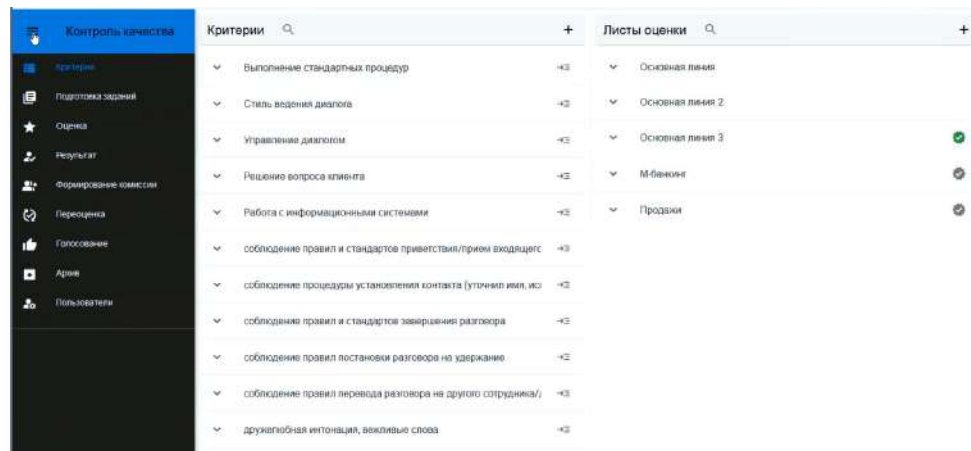 Контроль качества
Критерии
Подготовка заданий
Оценка
Результат
Формирование комиссии
Переоценка
Голосование
Архив
Пользователи
Критерии
Выполнение стандартных процедур
Стиль ведения диалога
Управление диалогом
Решение вопроса клиента
Работа с информационными системами
соблюдение правил и стандартов приветствия/прием входящего
соблюдение процедуры установления контакта (уточнил имя, исп
соблюдение правил и стандартов завершения разговора
соблюдение правил постановки разговора на удержание
соблюдение правил перевода разговора на другого сотрудника/
дружелюбная интонация, вежливые слова
Листы оценки
Основная линия
Основная линия 2
Основная линия 3
М-банкинг
Продажи